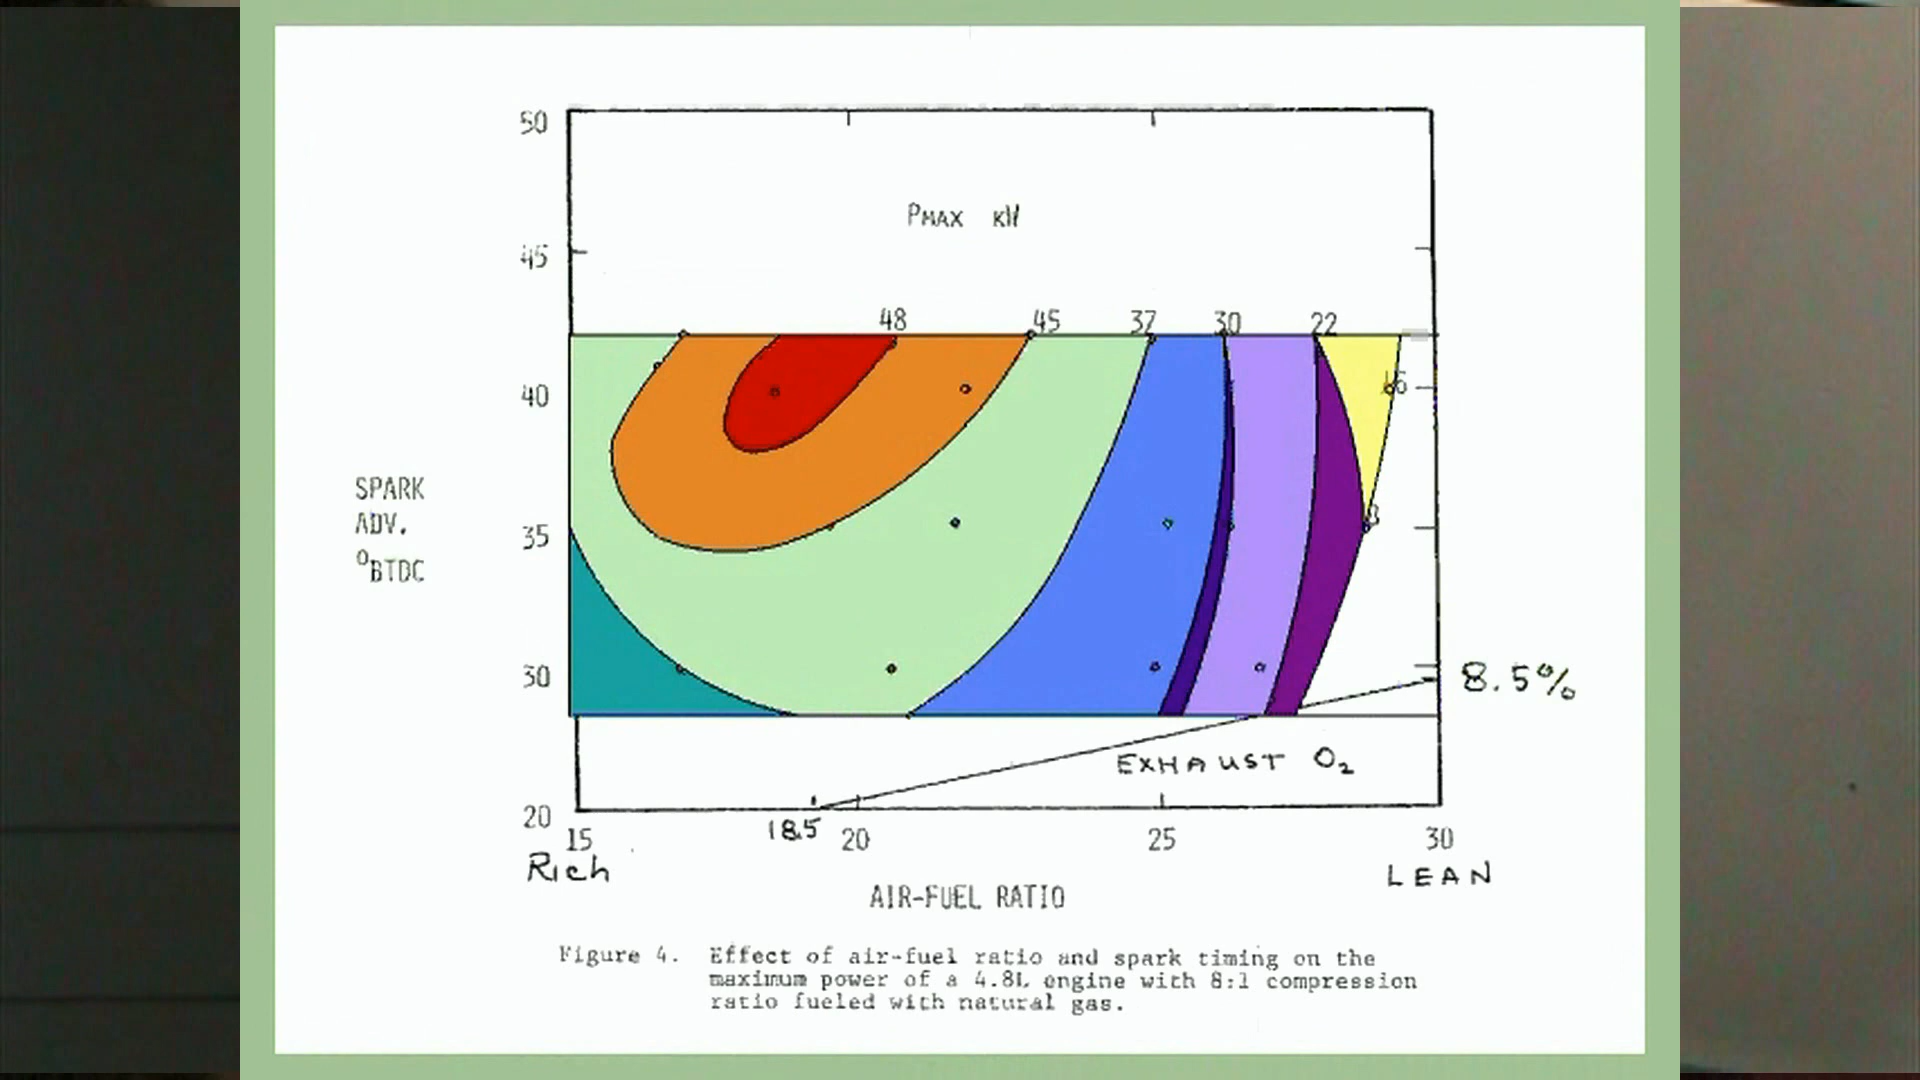 50
PMAX KW
45
48 45 37 30 22
40
SPARK
ADV.
°BTDC
35
30
8.5%
EXHAUST O₂
20
15 18.5 20 25 30
Rich LEAN
AIR-FUEL RATIO
Figure 4. Effect of air-fuel ratio and spark timing on the
maximum power of a 4.8L engine with 8:1 compression
ratio fueled with natural gas.